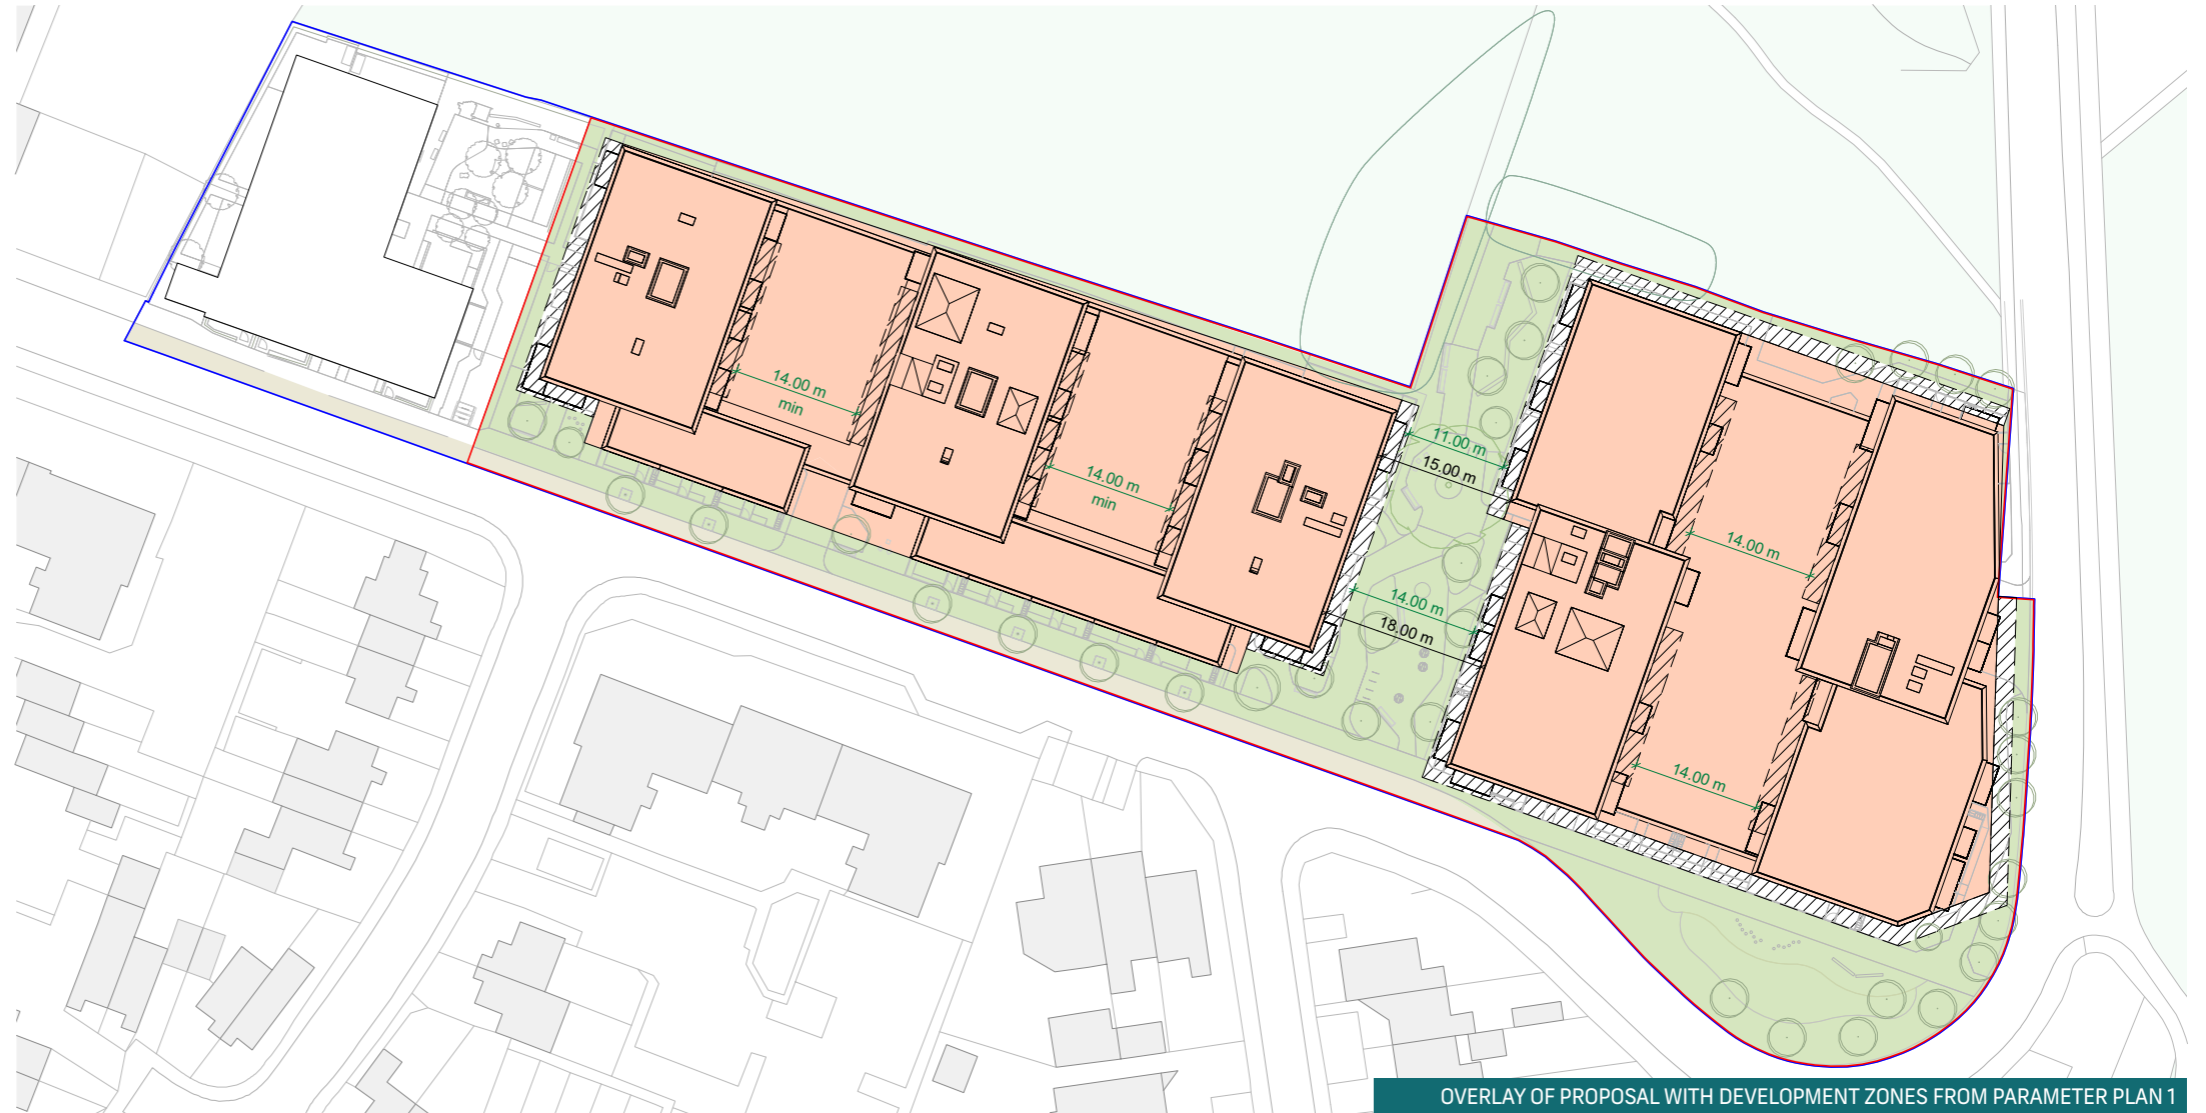 14.00 m
min
14.00 m
min
11.00 m
15.00 m
14.00 m
18.00 m
14.00 m
14.00 m
OVERLAY OF PROPOSAL WITH DEVELOPMENT ZONES FROM PARAMETER PLAN 1